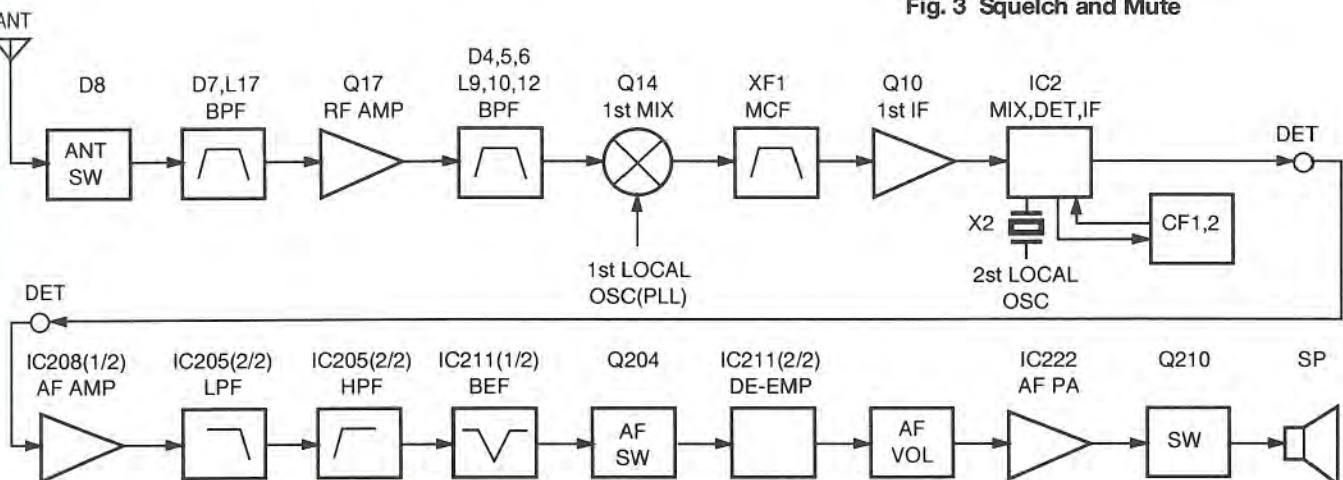 Fig. 3 Squelch and Mute
ANT
D8
ANT
SW
D7,L17
BPF
Q17
RF AMP
D4,5,6
L9,10,12
BPF
Q14
1st MIX
XF1
MCF
Q10
1st IF
IC2
MIX,DET,IF
DET
X2
CF1,2
1st LOCAL
OSC(PLL)
2st LOCAL
OSC
DET
IC208(1/2)
AF AMP
IC205(2/2)
LPF
IC205(2/2)
HPF
IC211(1/2)
BEF
Q204
AF
SW
IC211(2/2)
DE-EMP
AF
VOL
IC222
AF PA
Q210
SW
SP